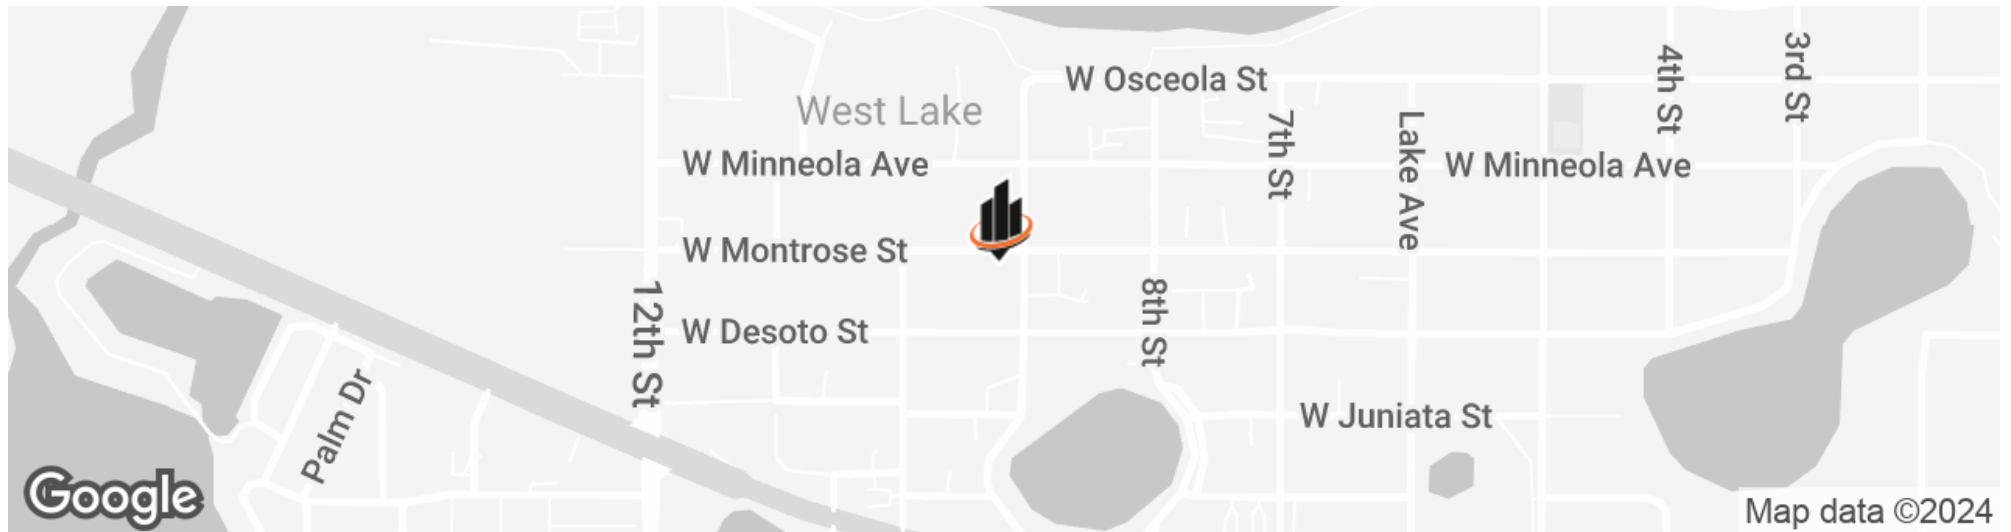 3rd St
4th St
W Osceola St
West Lake
7th St
Lake Ave
W Minneola Ave
W Minneola Ave
W Montrose St
12th St
8th St
W Desoto St
Palm Dr
W Juniata St
Google
Map data ©2024